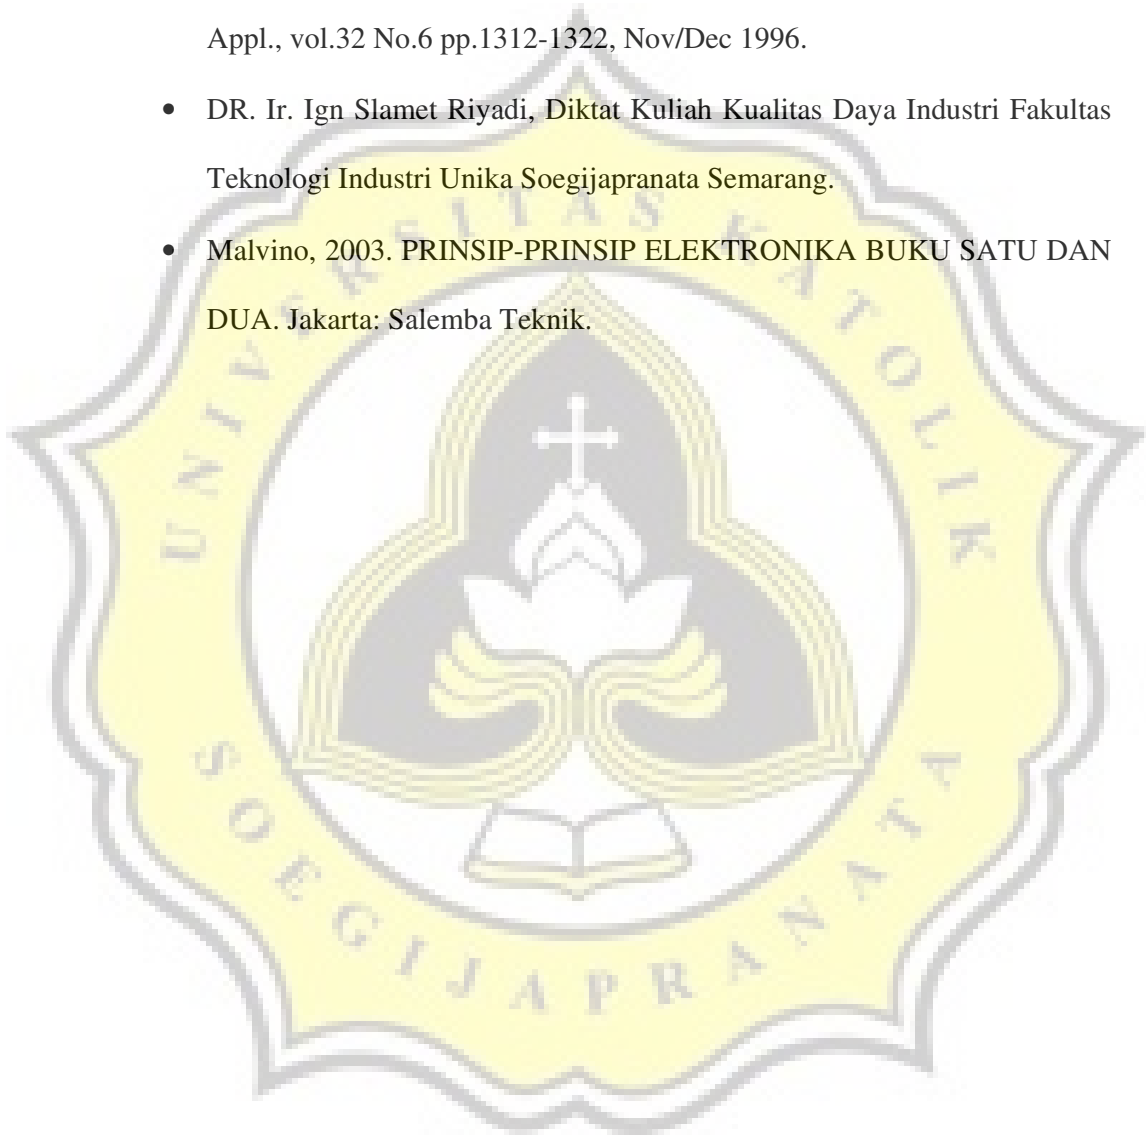 Appl., vol.32 No.6 pp.1312-1322, Nov/Dec 1996.
• DR. Ir. Ign Slamet Riyadi, Diktat Kuliah Kualitas Daya Industri Fakultas
Teknologi Industri Unika Soegijapranata Semarang.
• Malvino, 2003. PRINSIP-PRINSIP ELEKTRONIKA BUKU SATU DAN
DUA. Jakarta: Salemba Teknik.
UNIVERSITAS KATOLIK
SOEGIJAPRANATA